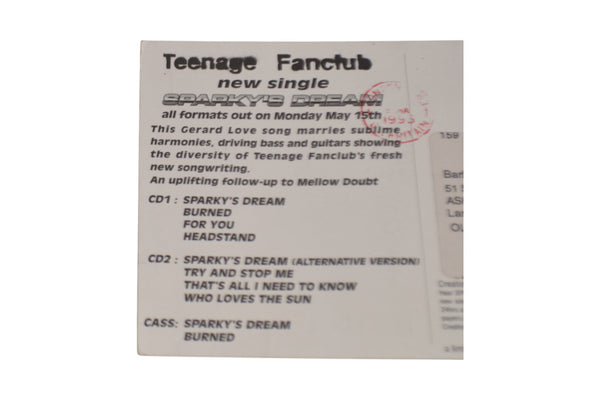 Teenage Fanclub
new single
SPARKY'S DREAM
all formats out on Monday May 15th
This Gerard Love song marries sublime
harmonies, driving bass and guitars showing
the diversity of Teenage Fanclub's fresh
new songwriting.
An uplifting follow-up to Mellow Doubt
CD1 : SPARKY'S DREAM
BURNED
FOR YOU
HEADSTAND
CD2 : SPARKY'S DREAM (ALTERNATIVE VERSION)
TRY AND STOP ME
THAT'S ALL I NEED TO KNOW
WHO LOVES THE SUN
CASS: SPARKY'S DREAM
BURNED
159
51